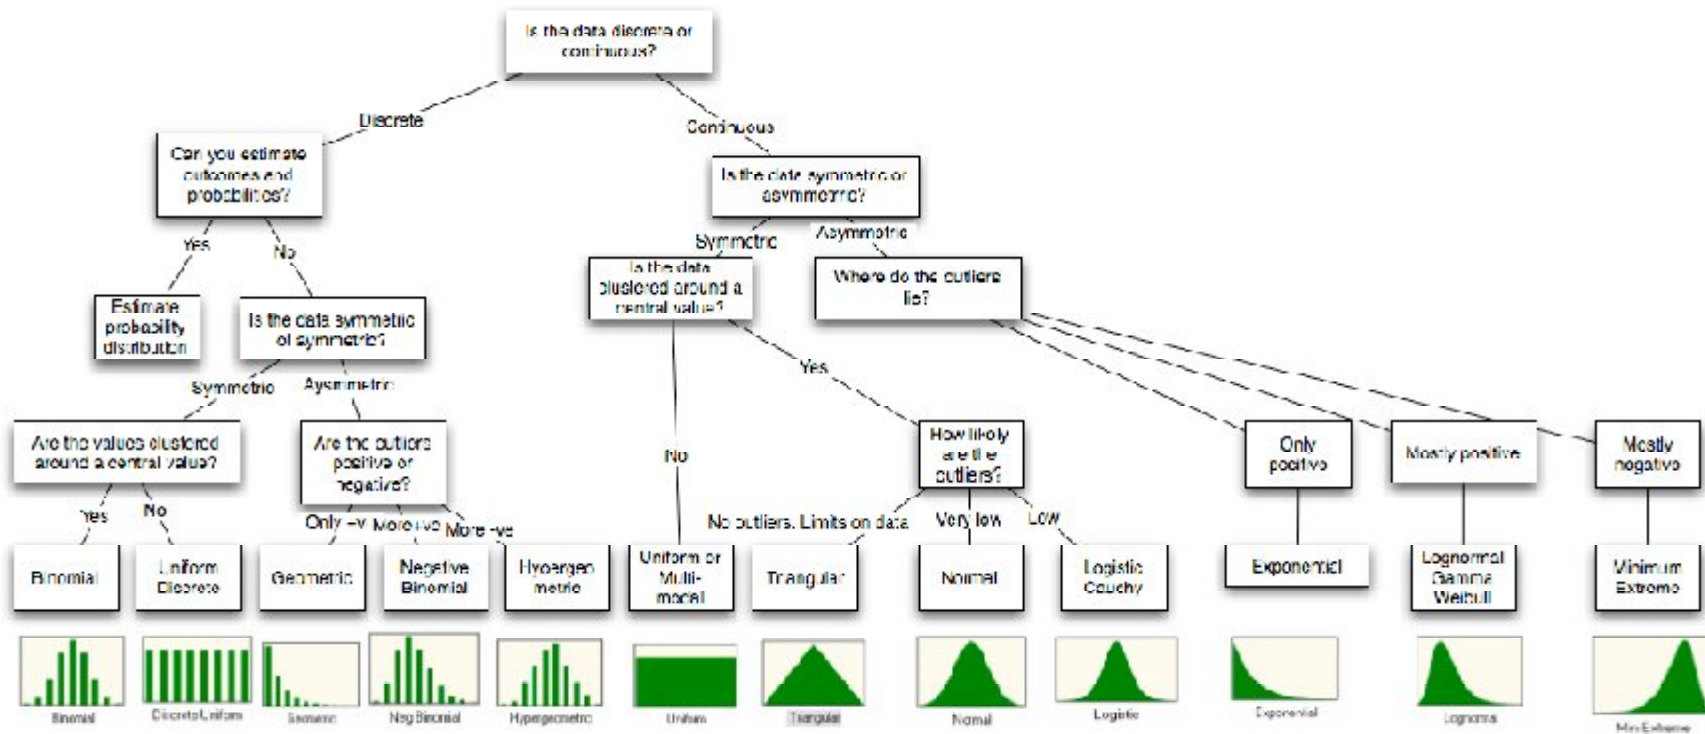 Is the data discrete or
continuous?
Discrete
Continuous
Can you estimate
outcomes and
probabilities?
Is the data symmetric or
asymmetric?
Yes
No
Symmetric
Asymmetric
Estimate
probability
distribution
Is the data symmetric
of symmetric?
Is the data
clustered around a
central value?
Where do the outliers
lie?
Symmetric
Aysmmetric
Yes
No
Are the values clustered
around a central value?
Are the outliers
positive or
negative?
How likely
are the
outliers?
Only
positive
Mostly positive
Mostly
negative
Yes
No
Only +v
More+ve
More -ve
No outliers. Limits on data
Very low
Low
Binomial
Uniform
Discrete
Geometric
Negative
Binomial
Hypergeo
metric
Uniform or
Multi-
modal
Triangular
Normal
Logistic
Cauchy
Exponential
Lognormal
Gamma
Weibull
Minimum
Extreme
Binomial
Discrete Uniform
Geometric
Neg Binomial
Hypergeometric
Uniform
Triangular
Normal
Logistic
Exponential
Lognormal